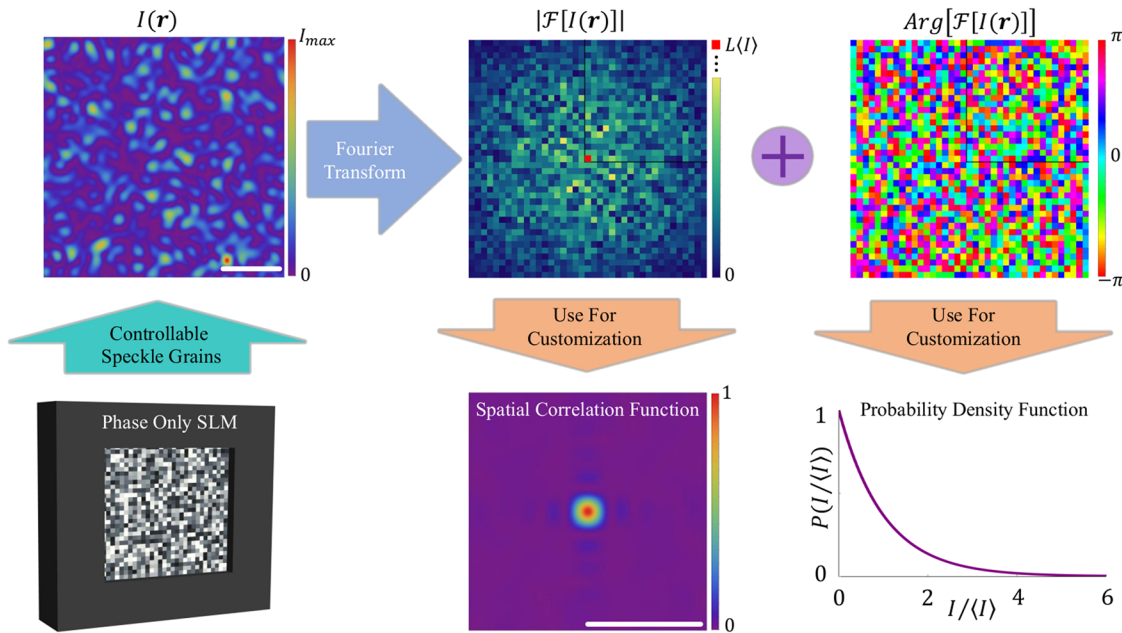 I(r)
|ℱ[I(r)]|
Arg[ℱ[I(r)]]
I_max
0
Fourier
Transform
L⟨I⟩
0
π
0
−π
Controllable
Speckle Grains
Use For
Customization
Use For
Customization
Phase Only SLM
Spatial Correlation Function
1
0
Probability Density Function
P(I/⟨I⟩)
1
0
0 2 4 6
I/⟨I⟩